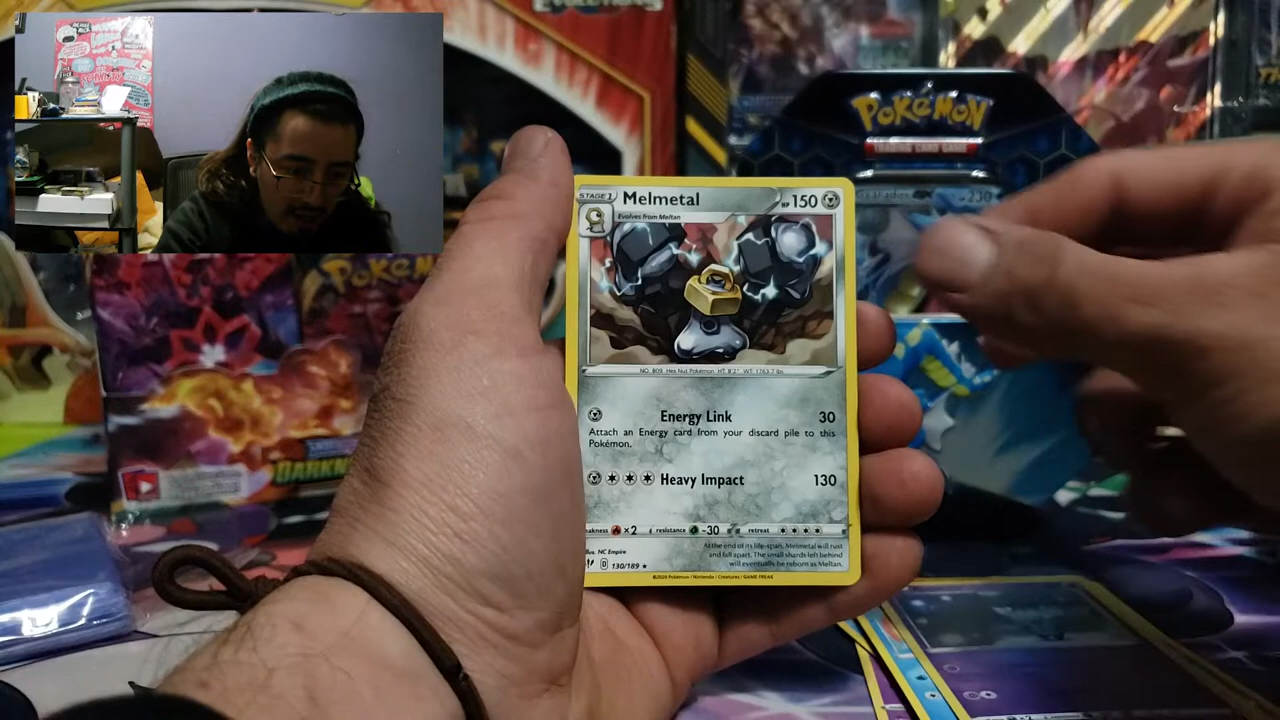 POKÉMON
TRADING CARD GAME
230
STAGE 1
Melmetal
HP 150
Evolves from Meltan
NO. 809 Hex Nut Pokémon HT: 8'2" WT: 1763.7 lbs
Energy Link 30
Attach an Energy card from your discard pile to this
Pokémon.
Heavy Impact 130
weakness ×2 resistance -30 retreat
Illus. NC Empire
D 130/189 ★
At the end of its life-span, Melmetal will rust
and fall apart. The small shards left behind
will eventually be reborn as Meltan.
©2020 Pokémon / Nintendo / Creatures / GAME FREAK
POKÉM
DARKN